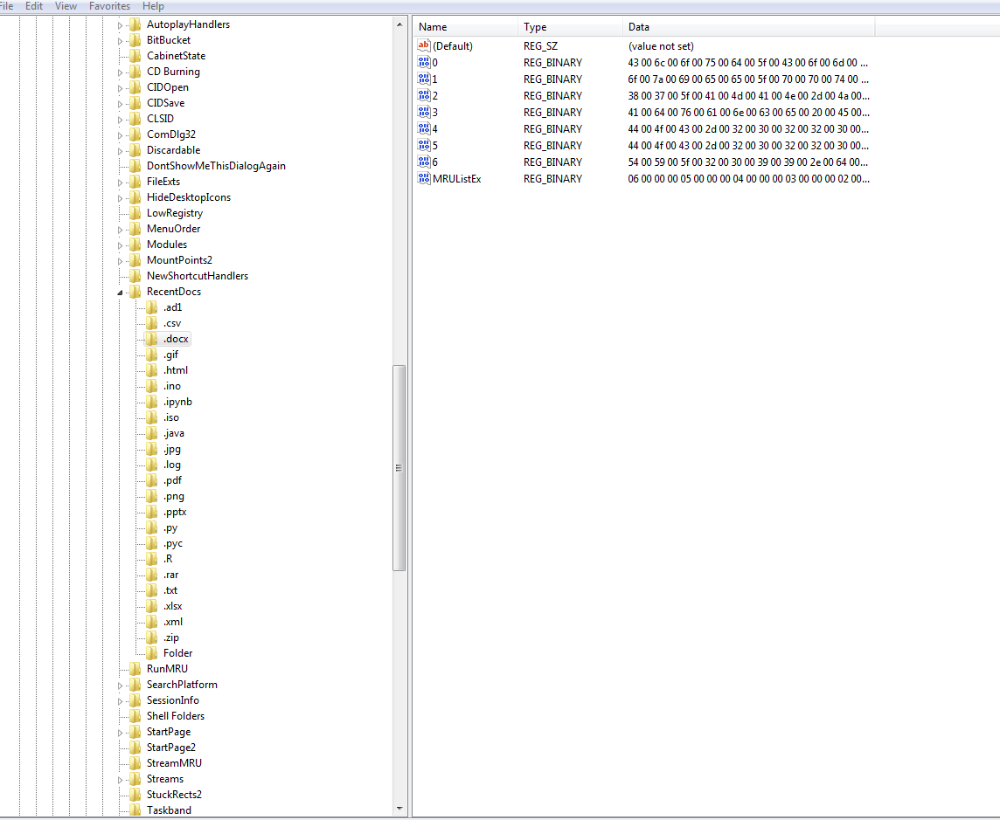 File Edit View Favorites Help
AutoplayHandlers
BitBucket
CabinetState
CD Burning
CIDOpen
CIDSave
CLSID
ComDlg32
Discardable
DontShowMeThisDialogAgain
FileExts
HideDesktopIcons
LowRegistry
MenuOrder
Modules
MountPoints2
NewShortcutHandlers
RecentDocs
.ad1
.csv
.docx
.gif
.html
.ino
.ipynb
.iso
.java
.jpg
.log
.pdf
.png
.pptx
.py
.pyc
.R
.rar
.txt
.xlsx
.xml
.zip
Folder
RunMRU
SearchPlatform
SessionInfo
Shell Folders
StartPage
StartPage2
StreamMRU
Streams
StuckRects2
Taskband
Name Type Data
(Default) REG_SZ (value not set)
0 REG_BINARY 43 00 6c 00 6f 00 75 00 64 00 5f 00 43 00 6f 00 6d 00 ...
1 REG_BINARY 6f 00 7a 00 69 00 65 00 65 00 5f 00 70 00 70 00 74 00 ...
2 REG_BINARY 38 00 37 00 5f 00 41 00 4d 00 41 00 4e 00 2d 00 4a 00...
3 REG_BINARY 41 00 64 00 76 00 61 00 6e 00 63 00 65 00 20 00 45 00...
4 REG_BINARY 44 00 4f 00 43 00 2d 00 32 00 30 00 32 00 32 00 30 00...
5 REG_BINARY 44 00 4f 00 43 00 2d 00 32 00 30 00 32 00 32 00 30 00...
6 REG_BINARY 54 00 59 00 5f 00 32 00 30 00 39 00 39 00 2e 00 64 00...
MRUListEx REG_BINARY 06 00 00 00 05 00 00 00 04 00 00 00 03 00 00 00 02 00...